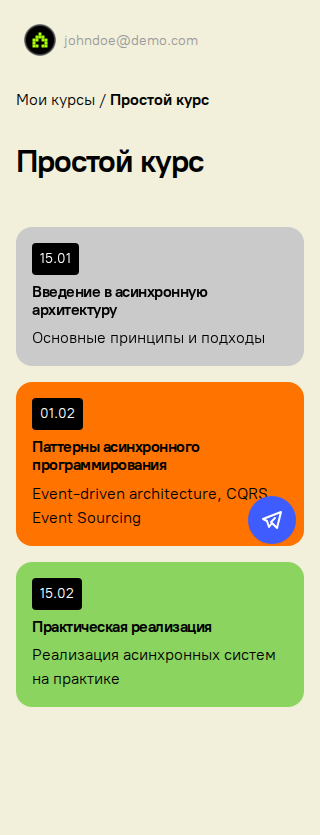 johndoe@demo.com
Мои курсы / Простой курс
Простой курс
15.01
Введение в асинхронную
архитектуру
Основные принципы и подходы
01.02
Паттерны асинхронного
программирования
Event-driven architecture, CQRS
Event Sourcing
15.02
Практическая реализация
Реализация асинхронных систем
на практике